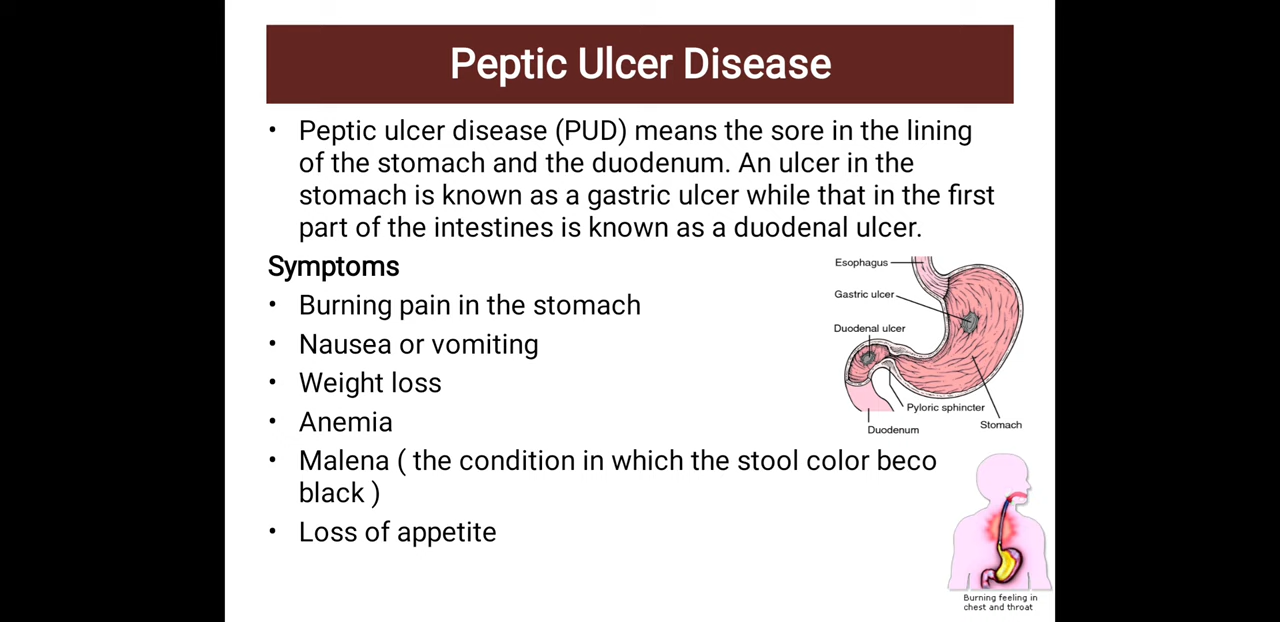 Peptic Ulcer Disease
• Peptic ulcer disease (PUD) means the sore in the lining
of the stomach and the duodenum. An ulcer in the
stomach is known as a gastric ulcer while that in the first
part of the intestines is known as a duodenal ulcer.
Symptoms
• Burning pain in the stomach
• Nausea or vomiting
• Weight loss
• Anemia
• Malena ( the condition in which the stool color beco
black )
• Loss of appetite
Esophagus
Gastric ulcer
Duodenal ulcer
Pyloric sphincter
Stomach
Duodenum
Burning feeling in
chest and throat